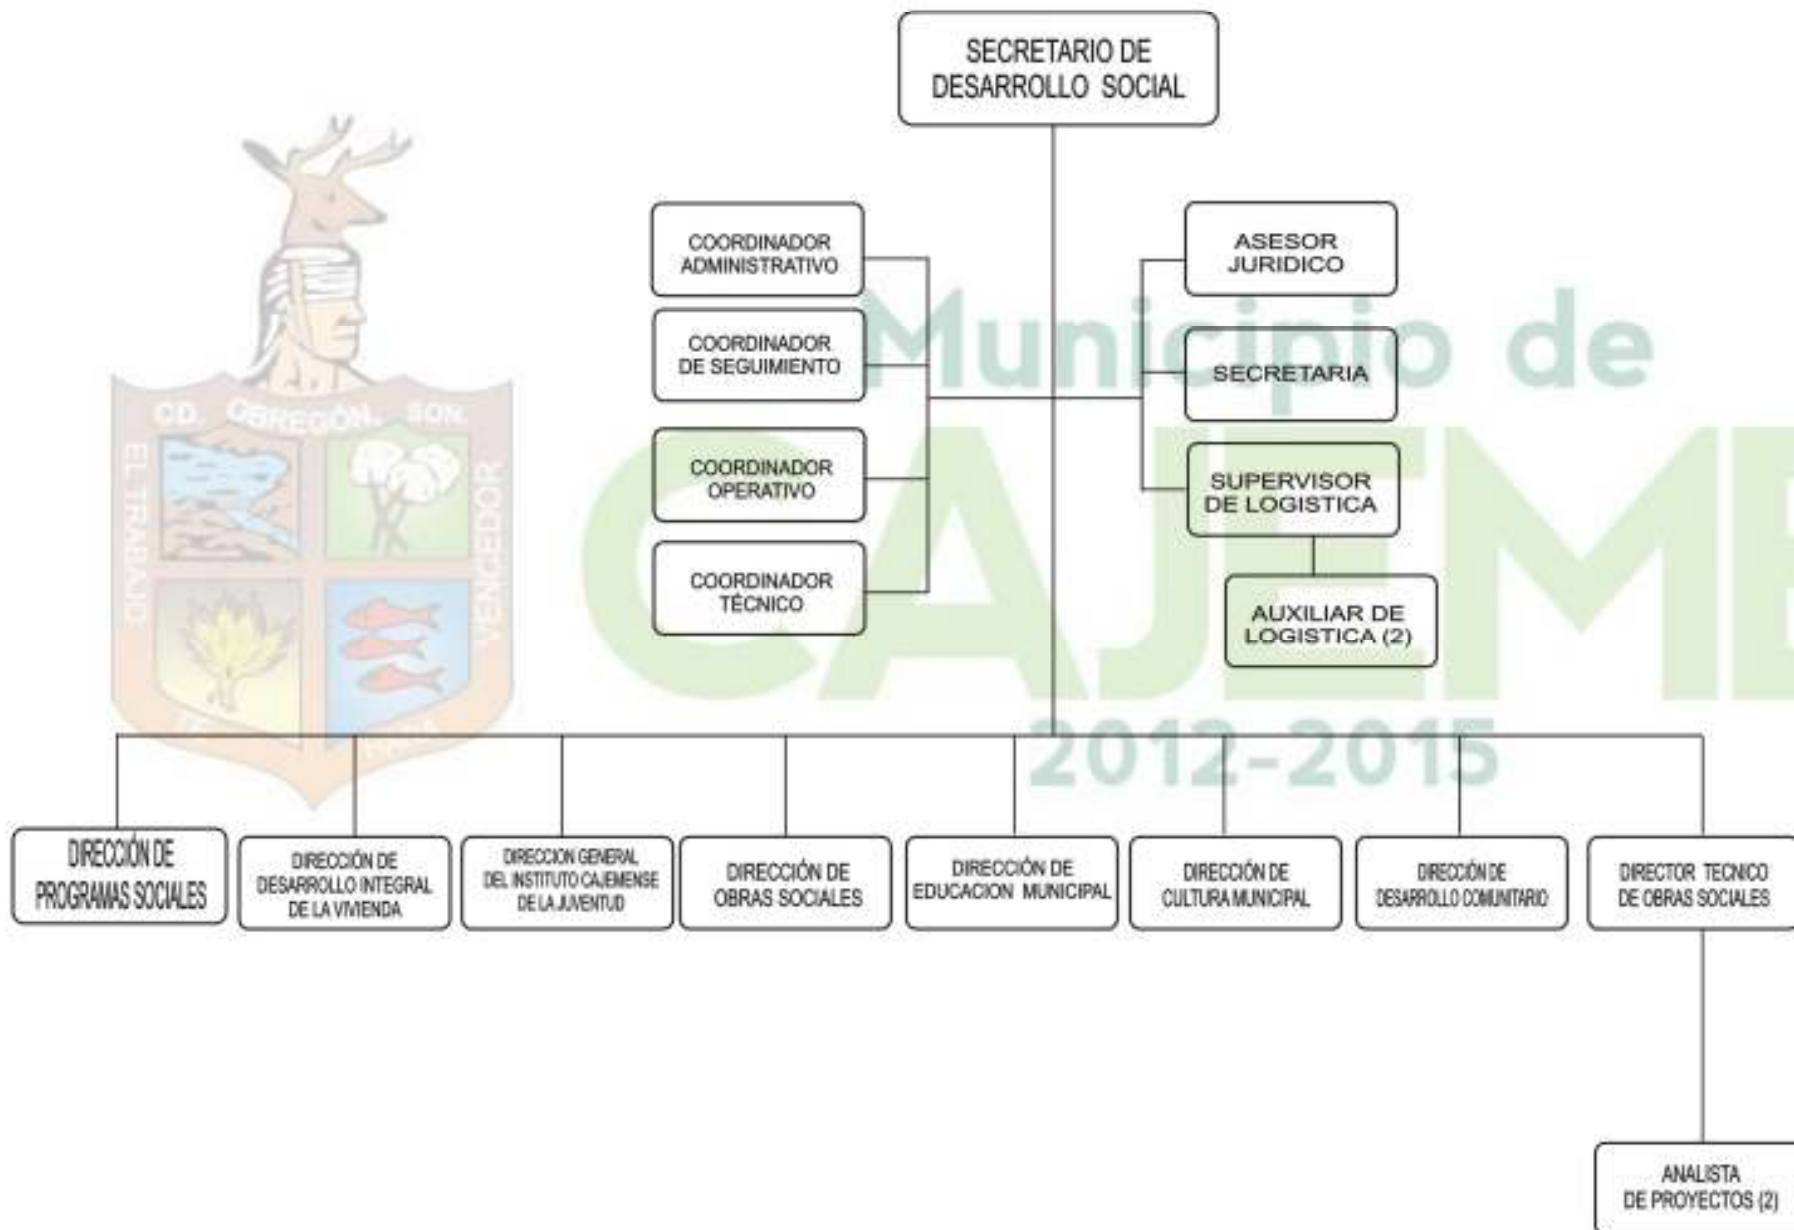 SECRETARIO DE
DESARROLLO SOCIAL
COORDINADOR
ADMINISTRATIVO
COORDINADOR
DE SEGUIMIENTO
COORDINADOR
OPERATIVO
COORDINADOR
TÉCNICO
ASESOR
JURIDICO
SECRETARIA
SUPERVISOR
DE LOGISTICA
AUXILIAR DE
LOGISTICA (2)
CD. OBREGÓN, SON.
EL TRABAJO
VENCEDOR
Municipio de
CAJEME
2012-2015
DIRECCIÓN DE
PROGRAMAS SOCIALES
DIRECCIÓN DE
DESARROLLO INTEGRAL
DE LA VIVIENDA
DIRECCION GENERAL
DEL INSTITUTO CAJEMENSE
DE LA JUVENTUD
DIRECCIÓN DE
OBRAS SOCIALES
DIRECCIÓN DE
EDUCACION MUNICIPAL
DIRECCIÓN DE
CULTURA MUNICIPAL
DIRECCIÓN DE
DESARROLLO COMUNITARIO
DIRECTOR TECNICO
DE OBRAS SOCIALES
ANALISTA
DE PROYECTOS (2)